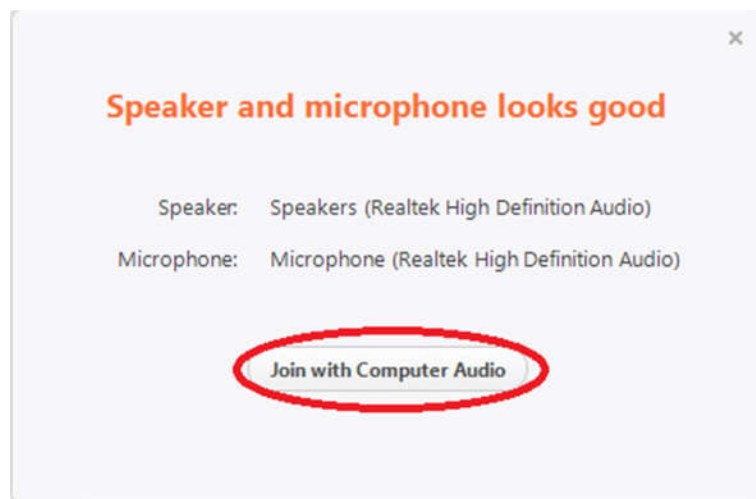 Speaker and microphone looks good
Speaker: Speakers (Realtek High Definition Audio)
Microphone: Microphone (Realtek High Definition Audio)
Join with Computer Audio